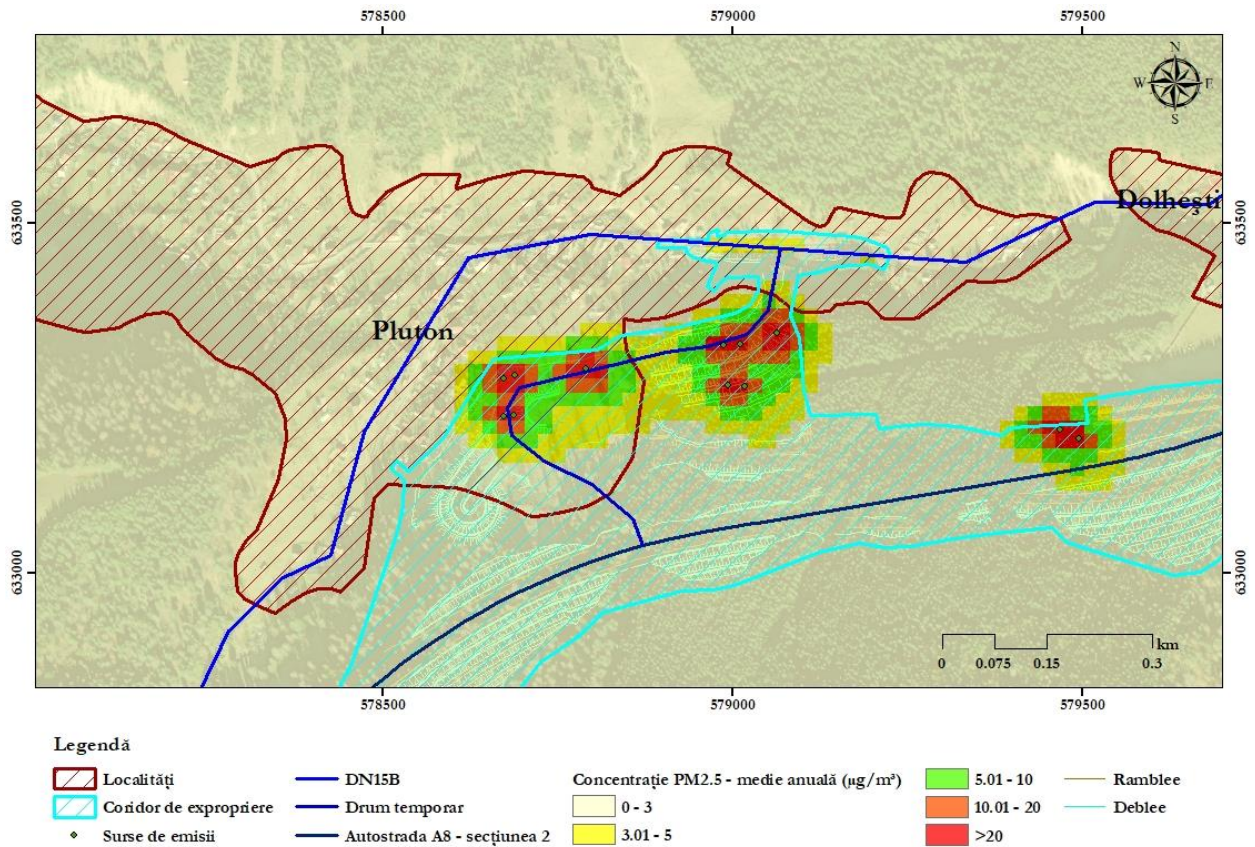 578500 579000 579500
N
W E
S
633500 Dolhești 633500
Pluton
633000 633000
km
0 0.075 0.15 0.3
578500 579000 579500
Legendă
Localități DN15B Concentrație PM2.5 - medie anuală (µg/m³) 5.01 - 10 Ramblee
Coridor de expropriere Drum temporar 0 - 3 10.01 - 20 Deblee
Surse de emisii Autostrada A8 - secțiunea 2 3.01 - 5 >20